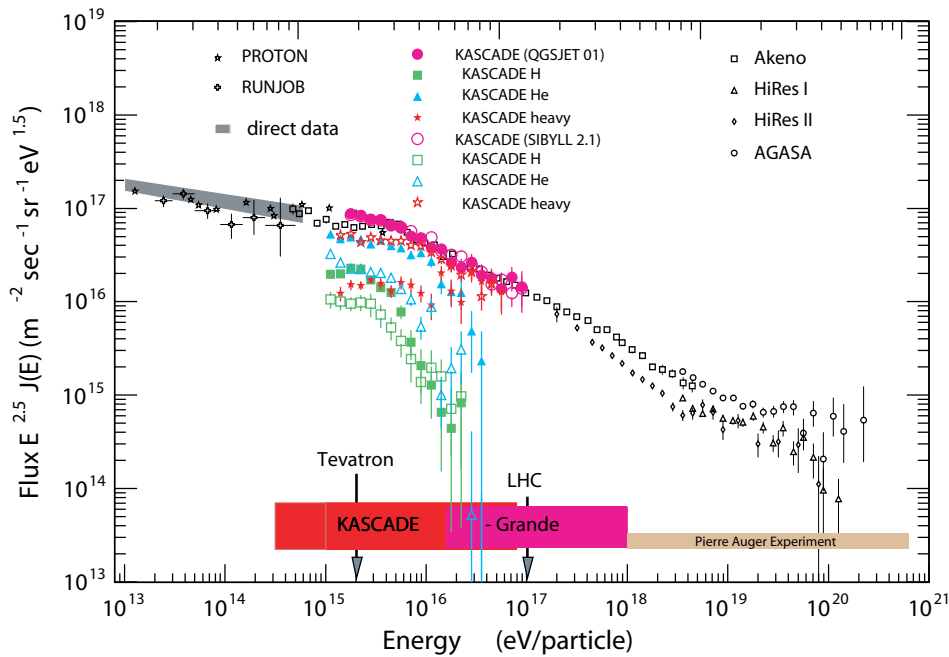 10^19
10^18
10^17
10^16
10^15
10^14
10^13
Flux E^2.5 J(E) (m^-2 sec^-1 sr^-1 eV^1.5)
PROTON
RUNJOB
direct data
KASCADE (QGSJET 01)
KASCADE H
KASCADE He
KASCADE heavy
KASCADE (SIBYLL 2.1)
KASCADE H
KASCADE He
KASCADE heavy
Akeno
HiRes I
HiRes II
AGASA
Tevatron
LHC
KASCADE - Grande
Pierre Auger Experiment
10^13 10^14 10^15 10^16 10^17 10^18 10^19 10^20 10^21
Energy (eV/particle)